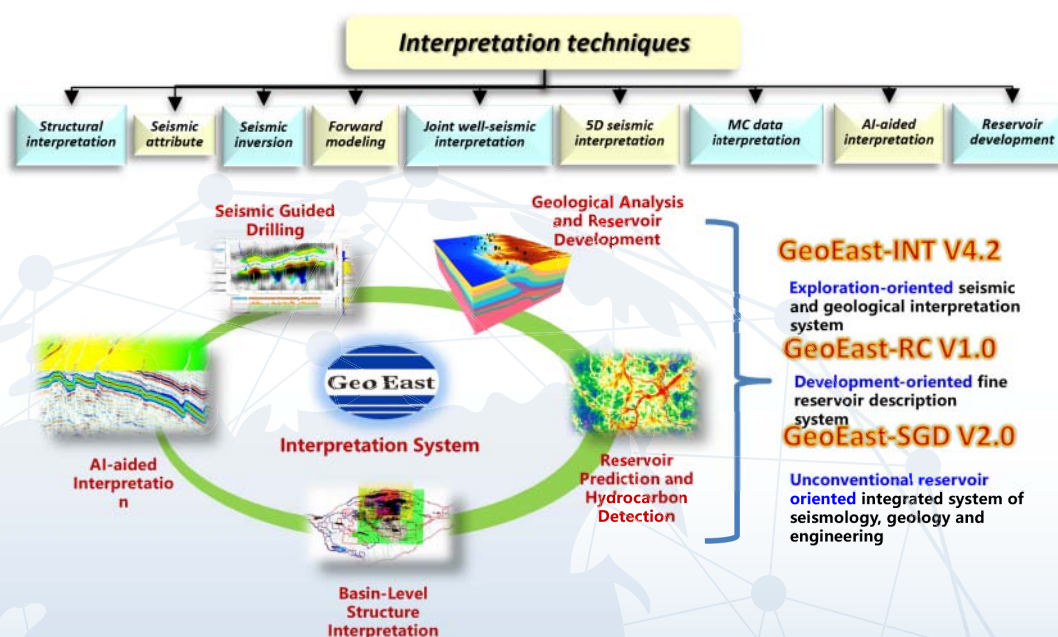 Interpretation techniques
Structural
interpretation
Seismic
attribute
Seismic
inversion
Forward
modeling
Joint well-seismic
interpretation
5D seismic
interpretation
MC data
interpretation
AI-aided
interpretation
Reservoir
development
Seismic Guided
Drilling
Geological Analysis
and Reservoir
Development
AI-aided
Interpretatio
n
Geo East
Interpretation System
Reservoir
Prediction and
Hydrocarbon
Detection
Basin-Level
Structure
Interpretation
GeoEast-INT V4.2
Exploration-oriented seismic
and geological interpretation
system
GeoEast-RC V1.0
Development-oriented fine
reservoir description
system
GeoEast-SGD V2.0
Unconventional reservoir
oriented integrated system of
seismology, geology and
engineering